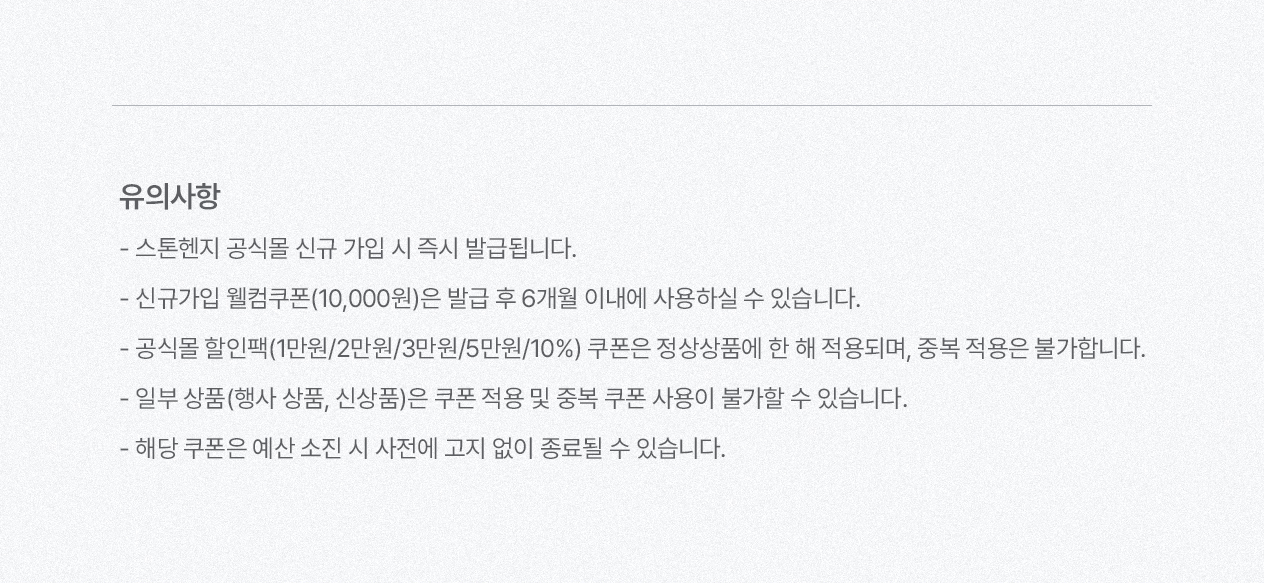 유의사항
- 스톤헨지 공식몰 신규 가입 시 즉시 발급됩니다.
- 신규가입 웰컴쿠폰(10,000원)은 발급 후 6개월 이내에 사용하실 수 있습니다.
- 공식몰 할인팩(1만원/2만원/3만원/5만원/10%) 쿠폰은 정상상품에 한 해 적용되며, 중복 적용은 불가합니다.
- 일부 상품(행사 상품, 신상품)은 쿠폰 적용 및 중복 쿠폰 사용이 불가할 수 있습니다.
- 해당 쿠폰은 예산 소진 시 사전에 고지 없이 종료될 수 있습니다.